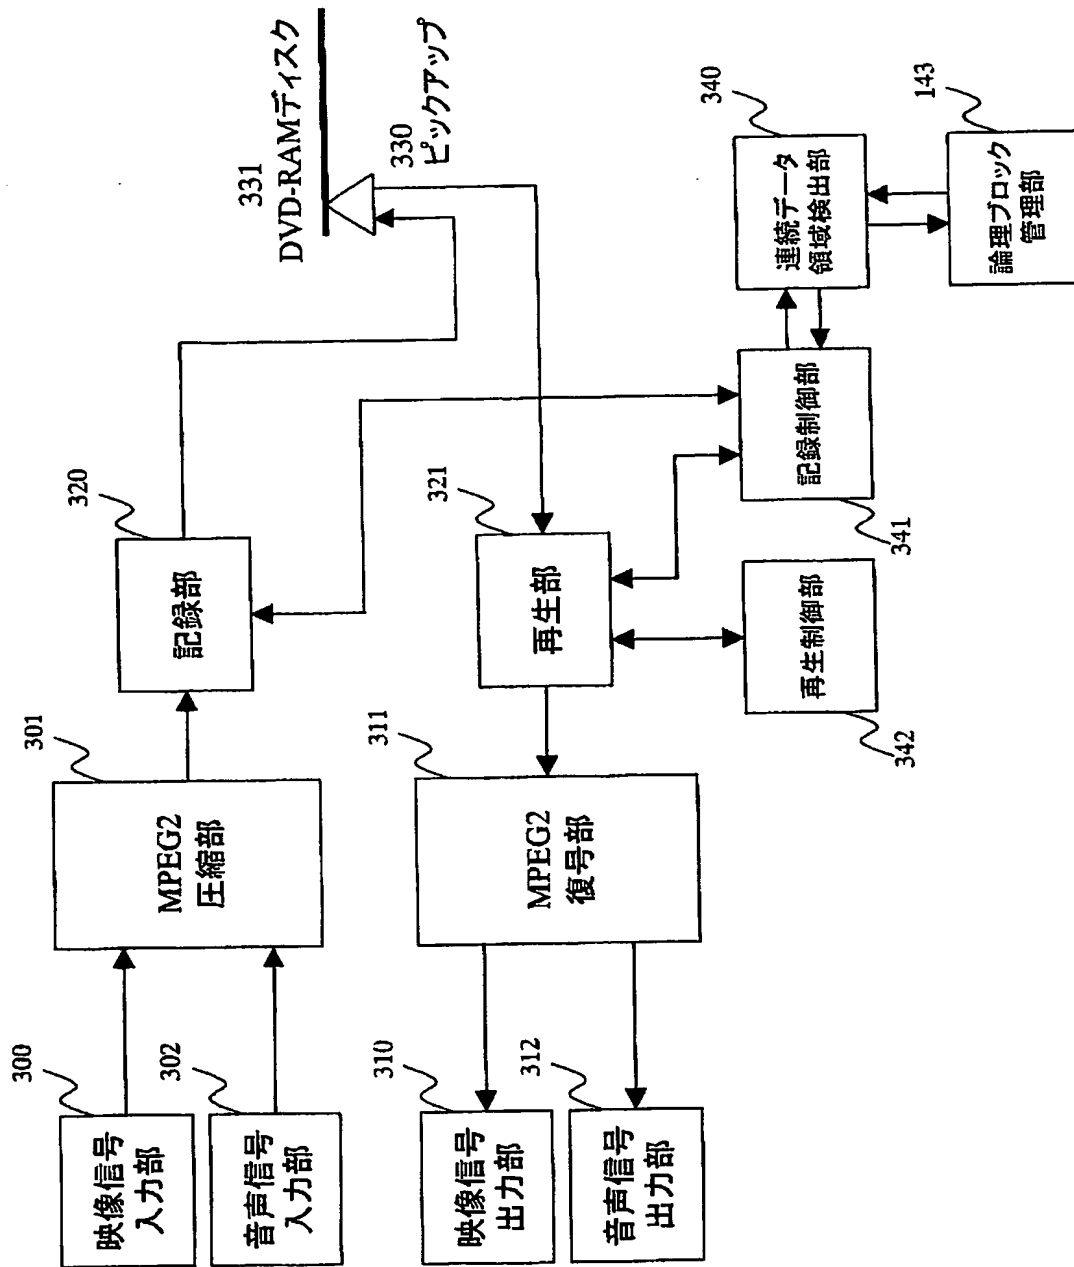 300
映像信号
入力部
302
音声信号
入力部
301
MPEG2
圧縮部
320
記録部
331
DVD-RAMディスク
330
ピックアップ
310
映像信号
出力部
312
音声信号
出力部
311
MPEG2
復号部
321
再生部
342
再生制御部
341
記録制御部
340
連続データ
領域検出部
143
論理ブロック
管理部